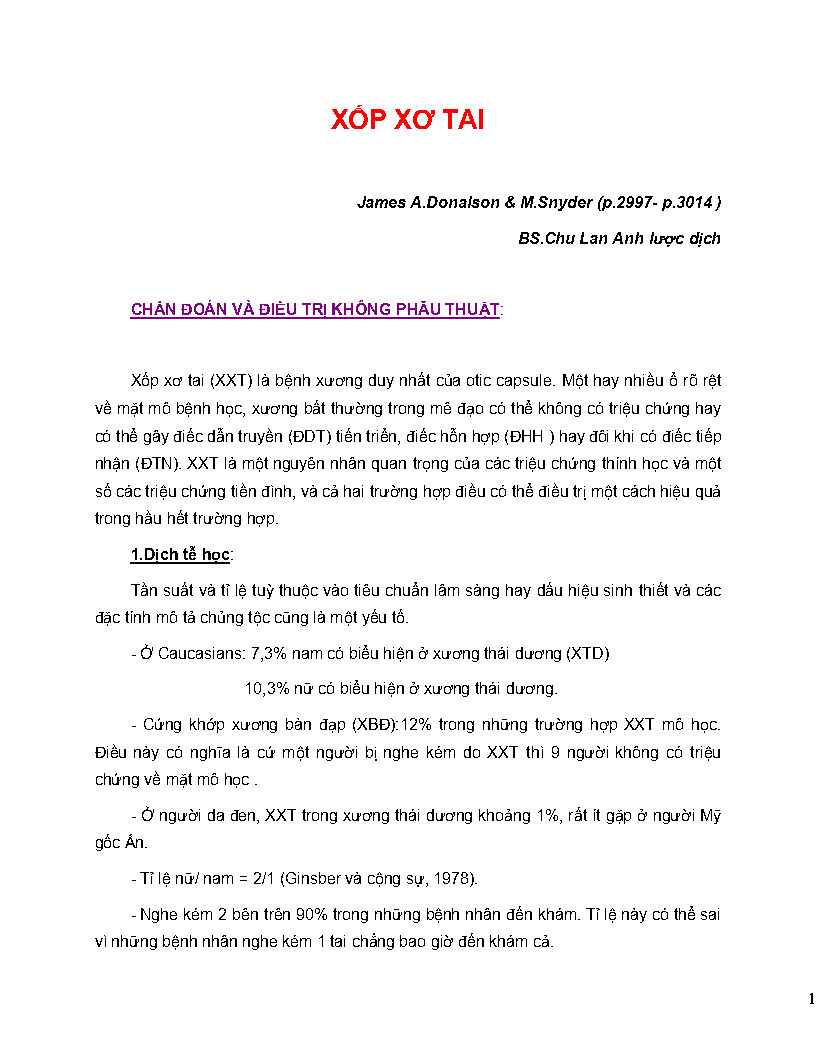 XỐP XƠ TAI
James A.Donalson & M.Snyder (p.2997- p.3014 )
BS.Chu Lan Anh lược dịch
CHẨN ĐOÁN VÀ ĐIỀU TRỊ KHÔNG PHẪU THUẬT:
Xốp xơ tai (XXT) là bệnh xương duy nhất của otic capsule. Một hay nhiều ổ rõ rệt
về mặt mô bệnh học, xương bất thường trong mê đạo có thể không có triệu chứng hay
có thể gây điếc dẫn truyền (ĐDT) tiến triển, điếc hỗn hợp (ĐHH ) hay đôi khi có điếc tiếp
nhận (ĐTN). XXT là một nguyên nhân quan trọng của các triệu chứng thính học và một
số các triệu chứng tiền đình, và cả hai trường hợp điều có thể điều trị một cách hiệu quả
trong hầu hết trường hợp.
1.Dịch tễ học:
Tần suất và tỉ lệ tuỳ thuộc vào tiêu chuẩn lâm sàng hay dấu hiệu sinh thiết và các
đặc tính mô tả chủng tộc cũng là một yếu tố.
- Ở Caucasians: 7,3% nam có biểu hiện ở xương thái dương (XTD)
10,3% nữ có biểu hiện ở xương thái dương.
- Cứng khớp xương bàn đạp (XBĐ):12% trong những trường hợp XXT mô học.
Điều này có nghĩa là cứ một người bị nghe kém do XXT thì 9 người không có triệu
chứng về mặt mô học .
- Ở người da đen, XXT trong xương thái dương khoảng 1%, rất ít gặp ở người Mỹ
gốc Ấn.
- Tỉ lệ nữ/ nam = 2/1 (Ginsber và cộng sự, 1978).
- Nghe kém 2 bên trên 90% trong những bệnh nhân đến khám. Tỉ lệ này có thể sai
vì những bệnh nhân nghe kém 1 tai chẳng bao giờ đến khám cả.
1